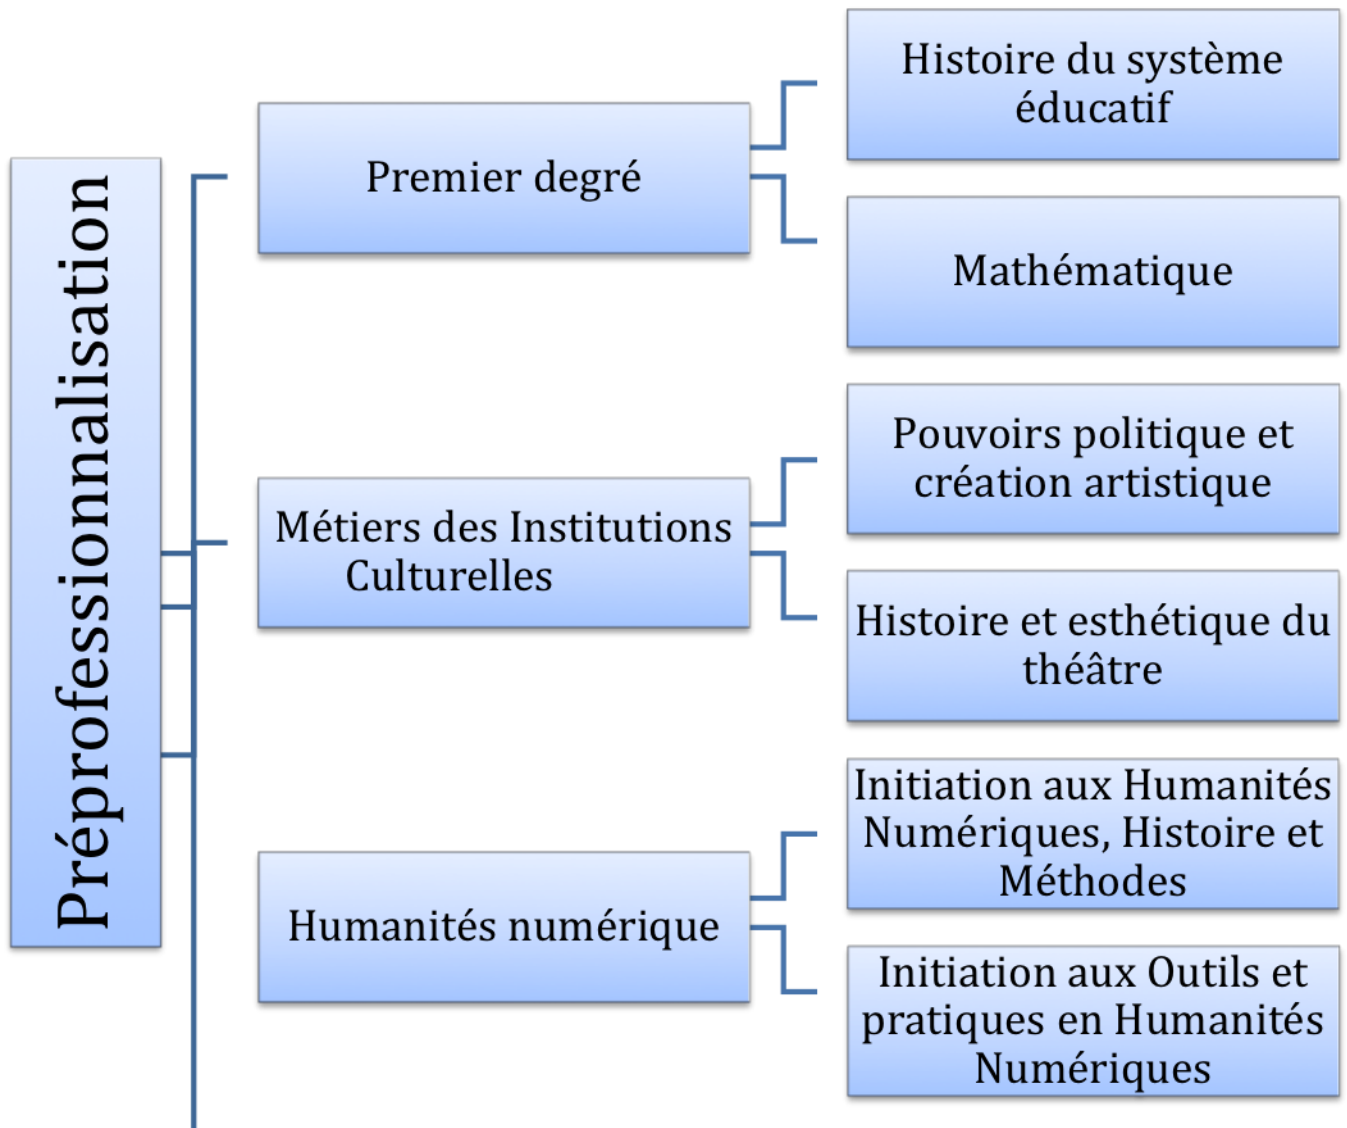 Préprofessionnalisation
Premier degré
Histoire du système
éducatif
Mathématique
Métiers des Institutions
Culturelles
Pouvoirs politique et
création artistique
Histoire et esthétique du
théâtre
Humanités numérique
Initiation aux Humanités
Numériques, Histoire et
Méthodes
Initiation aux Outils et
pratiques en Humanités
Numériques